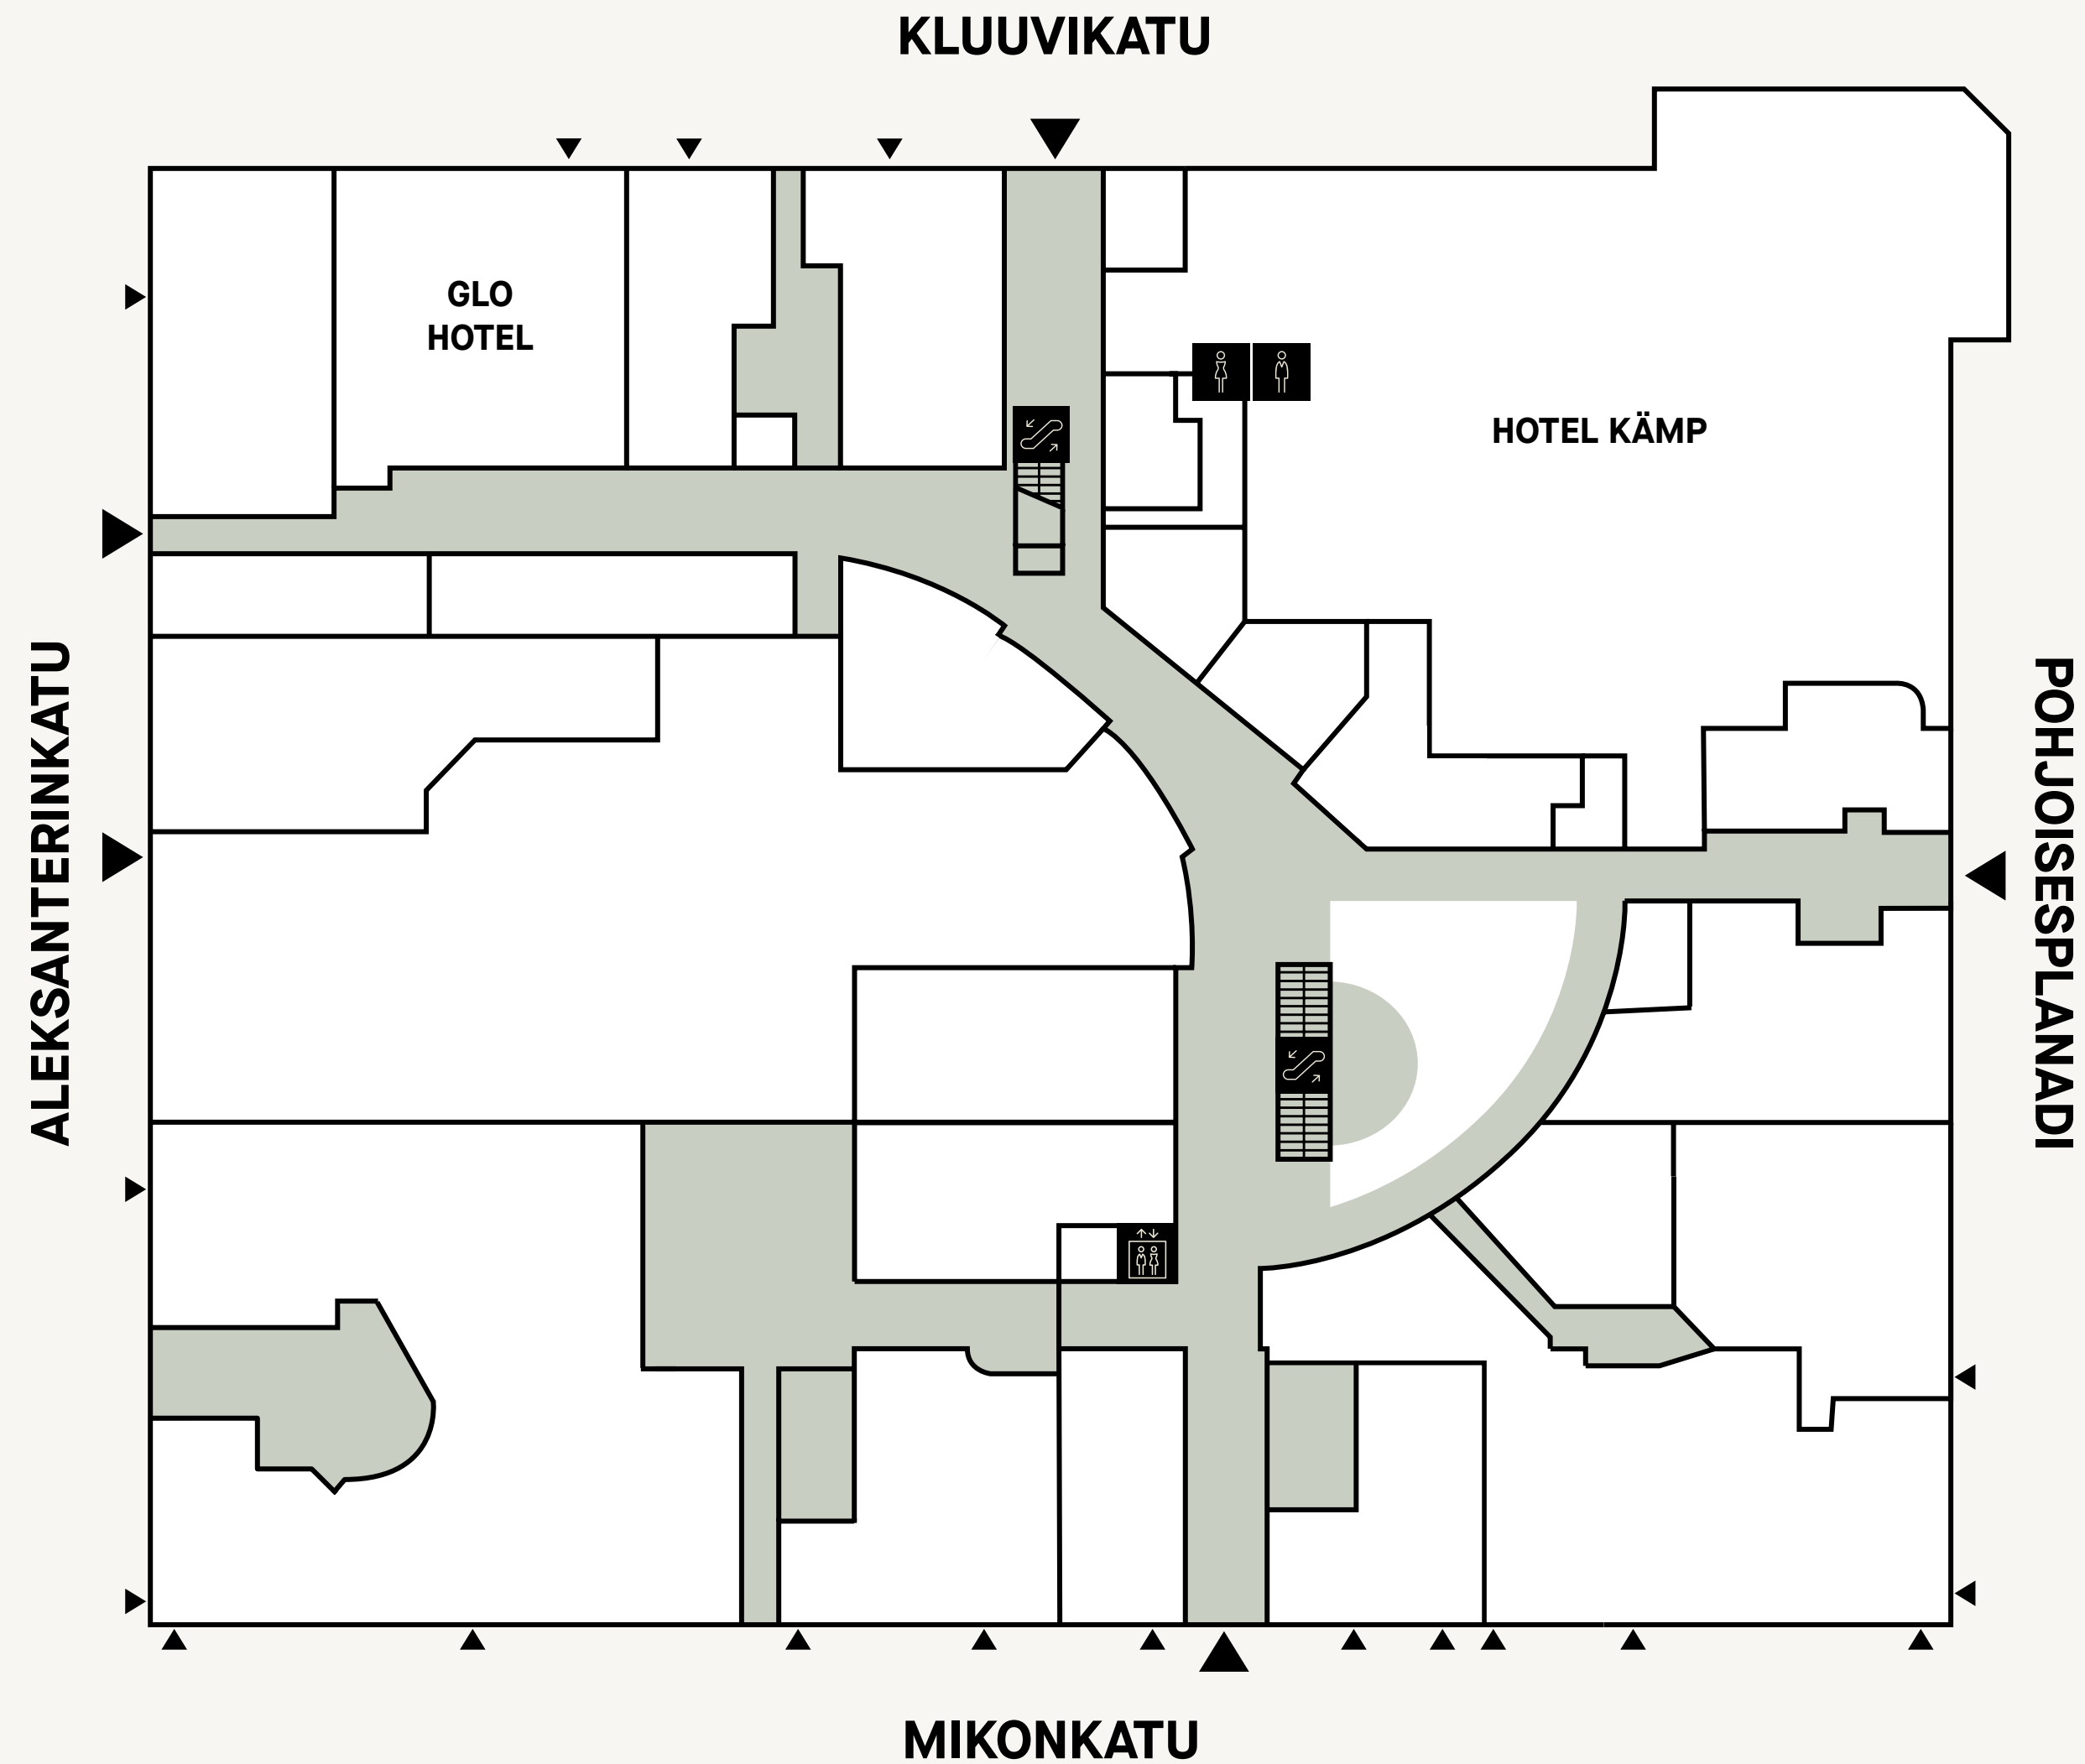 KLUUVIKATU
GLO
HOTEL
HOTEL KÄMP
ALEKSANTERINKATU
POHJOISESPLANADI
MIKONKATU